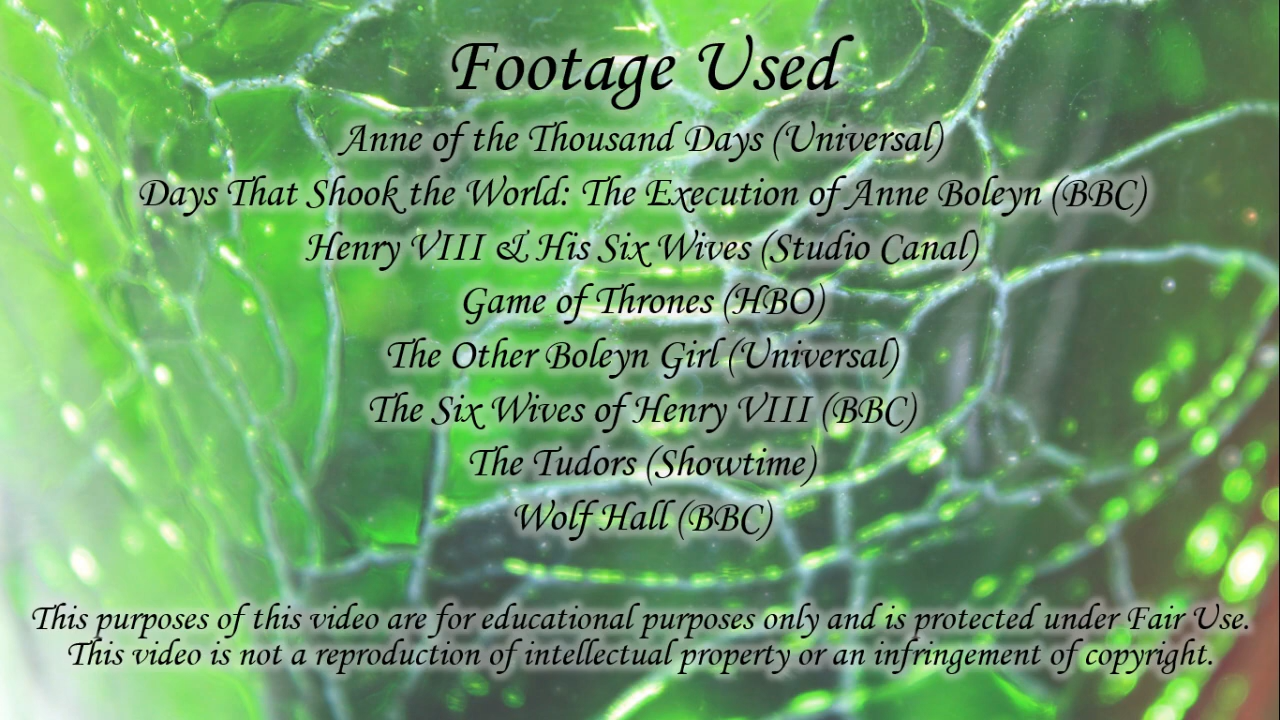 Footage Used
Anne of the Thousand Days (Universal)
Days That Shook the World: The Execution of Anne Boleyn (BBC)
Henry VIII & His Six Wives (Studio Canal)
Game of Thrones (HBO)
The Other Boleyn Girl (Universal)
The Six Wives of Henry VIII (BBC)
The Tudors (Showtime)
Wolf Hall (BBC)
This purposes of this video are for educational purposes only and is protected under Fair Use.
This video is not a reproduction of intellectual property or an infringement of copyright.